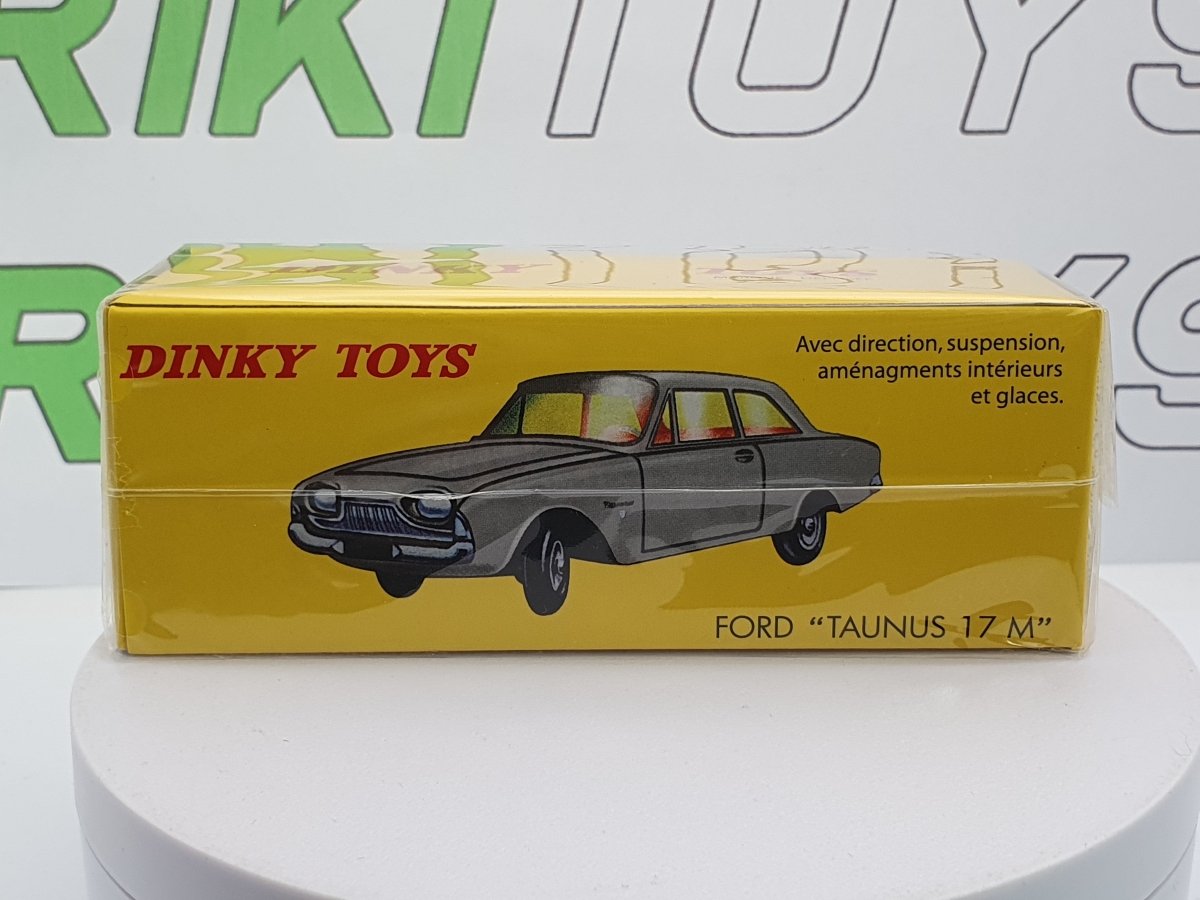 RIKITOYS
DINKY TOYS
Avec direction, suspension,
aménagments intérieurs
et glaces.
FORD “TAUNUS 17 M”